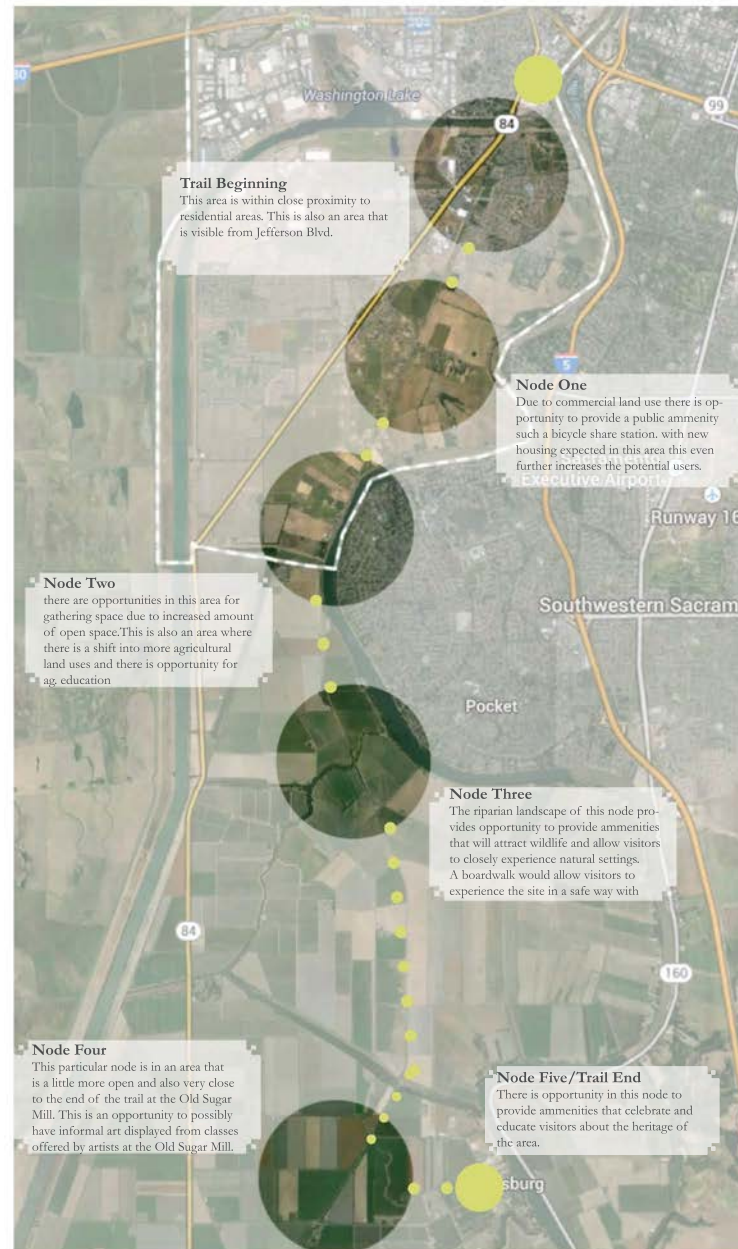 80
505
Washington Lake
99
84
Trail Beginning
This area is within close proximity to
residential areas. This is also an area that
is visible from Jefferson Blvd.
5
Node One
Due to commercial land use there is op-
portunity to provide a public ammenity
such a bicycle share station. with new
housing expected in this area this even
further increases the potential users.
Executive Airport
Runway 16
Node Two
there are opportunities in this area for
gathering space due to increased amount
of open space.This is also an area where
there is a shift into more agricultural
land uses and there is opportunity for
ag. education
Southwestern Sacram
Pocket
Node Three
The riparian landscape of this node pro-
vides opportunity to provide ammenities
that will attract wildlife and allow visitors
to closely experience natural settings.
A boardwalk would allow visitors to
experience the site in a safe way with
84
160
Node Four
This particular node is in an area that
is a little more open and also very close
to the end of the trail at the Old Sugar
Mill. This is an opportunity to possibly
have informal art displayed from classes
offered by artists at the Old Sugar Mill.
Node Five/Trail End
There is opportunity in this node to
provide ammenities that celebrate and
educate visitors about the heritage of
the area.
sburg